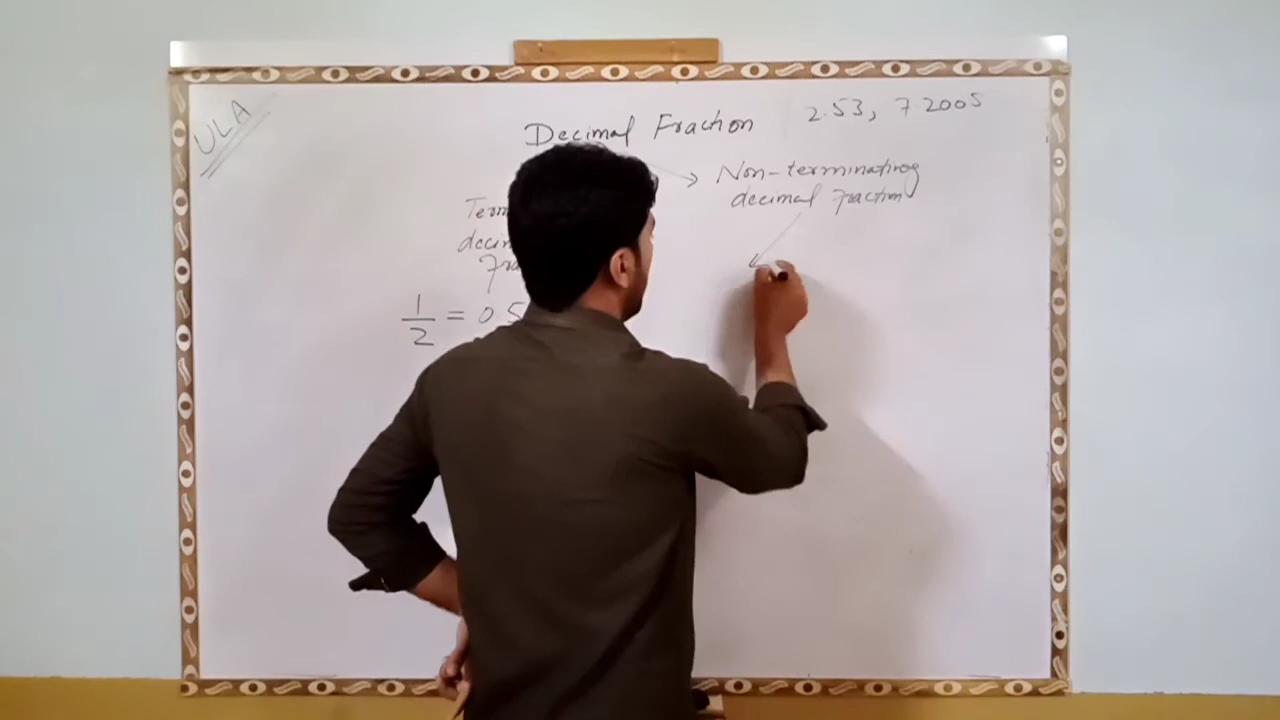 ULA
Decimal Fraction 2.53, 7.2005
Non-terminating
decimal fraction
1/2 = 0.5